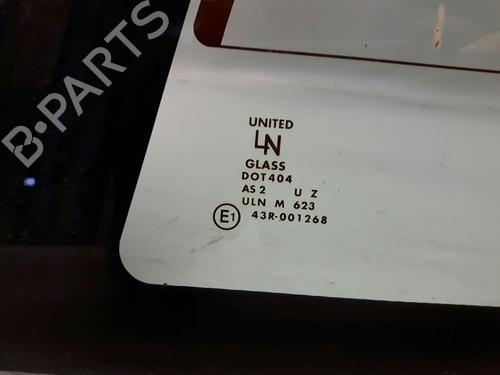 B-PARTS
UNITED
LN
GLASS
DOT404
AS2 U Z
ULN M 623
E1 43R-001268